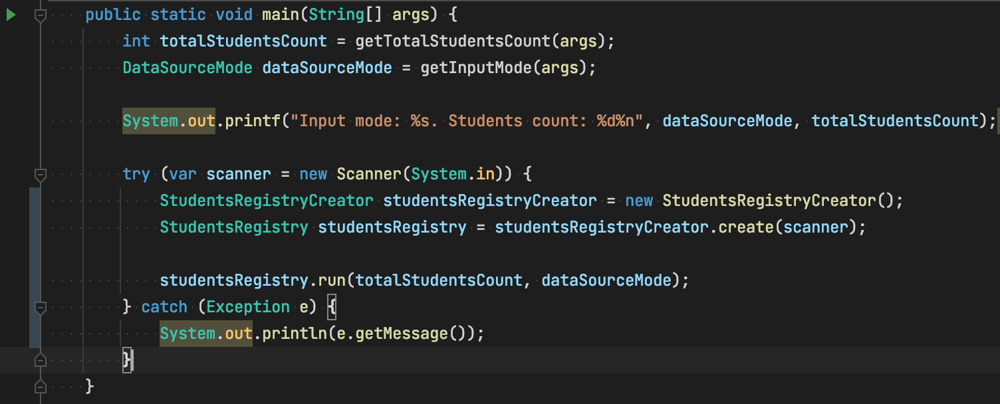 public static void main(String[] args) {
int totalStudentsCount = getTotalStudentsCount(args);
DataSourceMode dataSourceMode = getInputMode(args);
System.out.printf("Input mode: %s. Students count: %d%n", dataSourceMode, totalStudentsCount);
try (var scanner = new Scanner(System.in)) {
StudentsRegistryCreator studentsRegistryCreator = new StudentsRegistryCreator();
StudentsRegistry studentsRegistry = studentsRegistryCreator.create(scanner);
studentsRegistry.run(totalStudentsCount, dataSourceMode);
} catch (Exception e) {
System.out.println(e.getMessage());
}
}